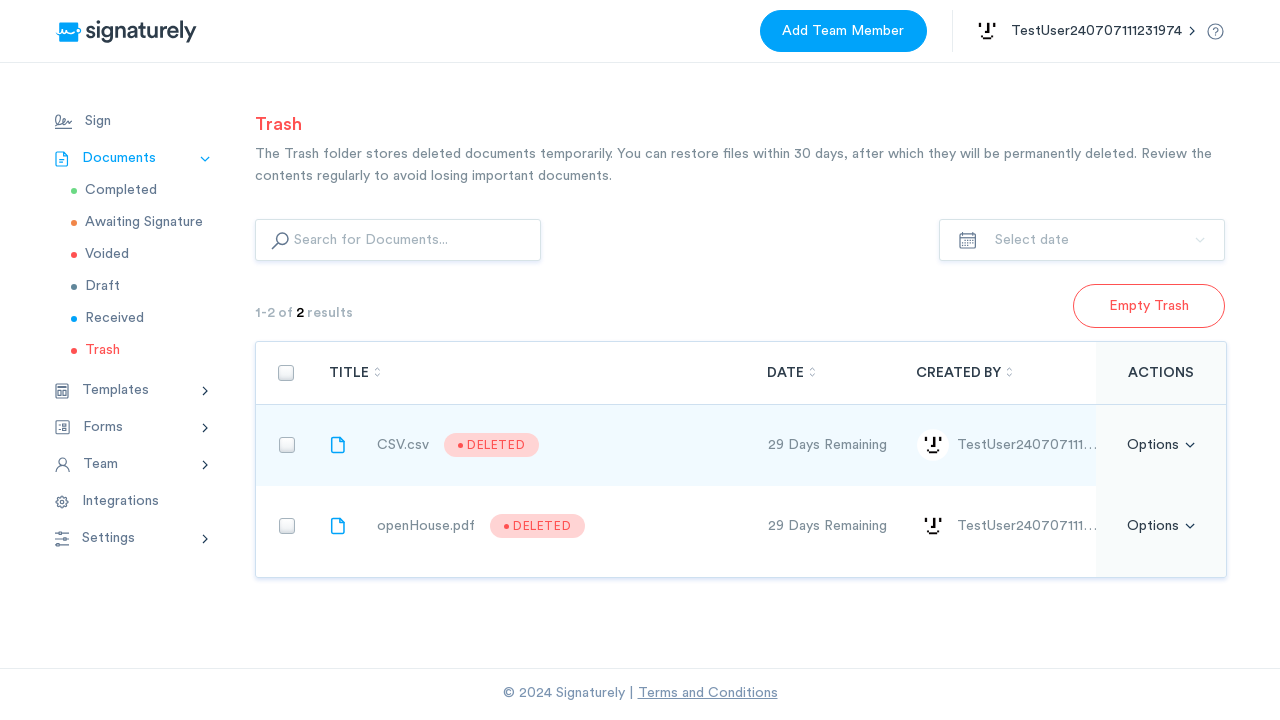 signaturely
Add Team Member
TestUser240707111231974
Sign
Documents
Completed
Awaiting Signature
Voided
Draft
Received
Trash
Templates
Forms
Team
Integrations
Settings
Trash
The Trash folder stores deleted documents temporarily. You can restore files within 30 days, after which they will be permanently deleted. Review the
contents regularly to avoid losing important documents.
Search for Documents...
Select date
1-2 of 2 results
Empty Trash
TITLE DATE CREATED BY ACTIONS
CSV.csv DELETED 29 Days Remaining TestUser240707111... Options
openHouse.pdf DELETED 29 Days Remaining TestUser240707111... Options
© 2024 Signaturely | Terms and Conditions